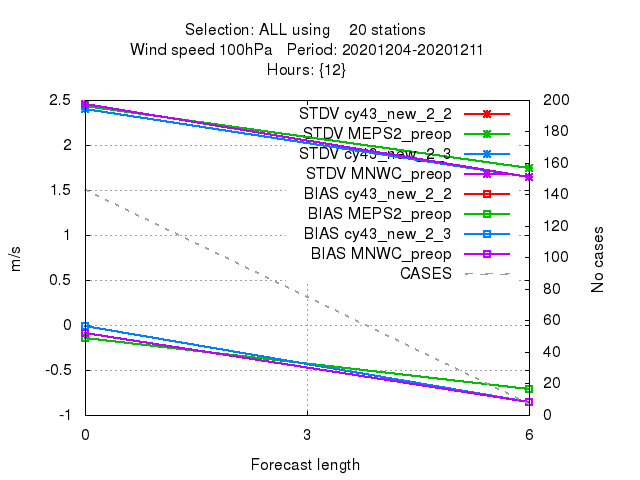 Selection: ALL using 20 stations
Wind speed 100hPa Period: 20201204-20201211
Hours: {12}
2.5
2
1.5
1
0.5
0
-0.5
-1
200
180
160
140
120
100
80
60
40
20
0
STDV cy43_new_2_2
STDV MEPS2_preop
STDV cy43_new_2_3
STDV MNWC_preop
BIAS cy43_new_2_2
BIAS MEPS2_preop
BIAS cy43_new_2_3
BIAS MNWC_preop
CASES
m/s
No cases
0 3 6
Forecast length